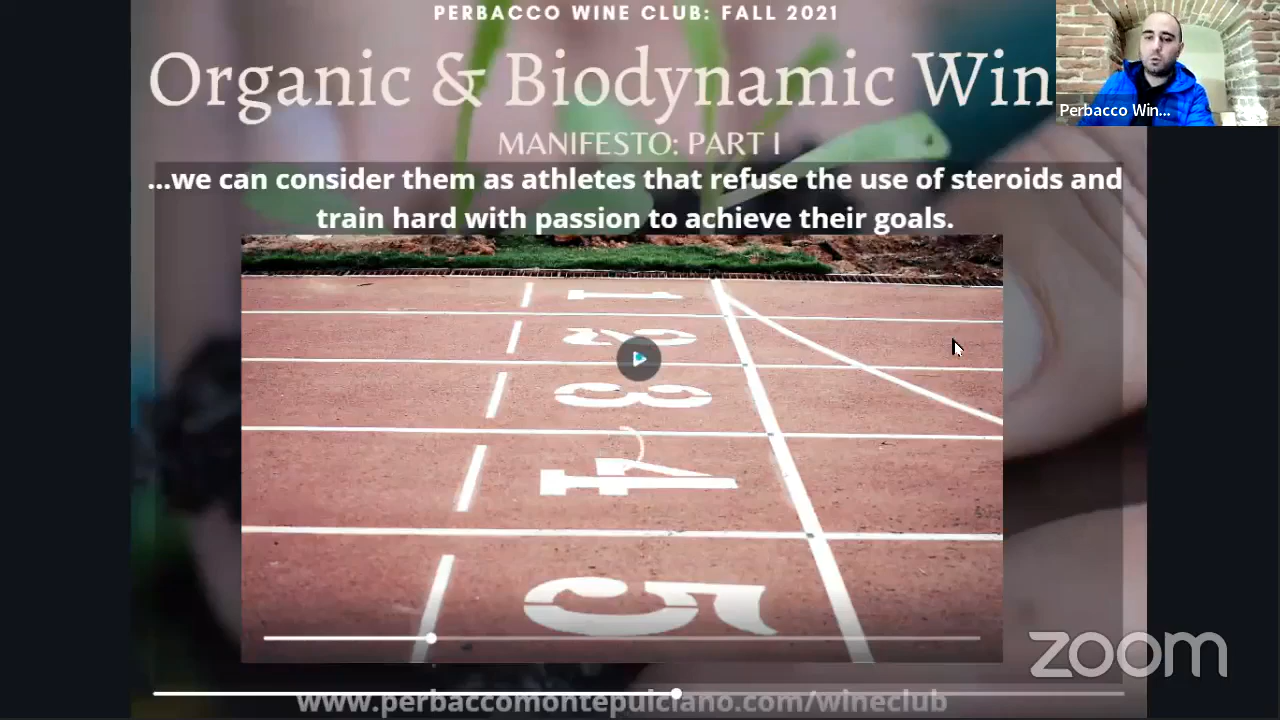 PERBACCO WINE CLUB: FALL 2021
Organic & Biodynamic Win
MANIFESTO: PART I
Perbacco Win...
...we can consider them as athletes that refuse the use of steroids and
train hard with passion to achieve their goals.
1
2
3
4
5
zoom
www.perbaccomontepulciano.com/wineclub